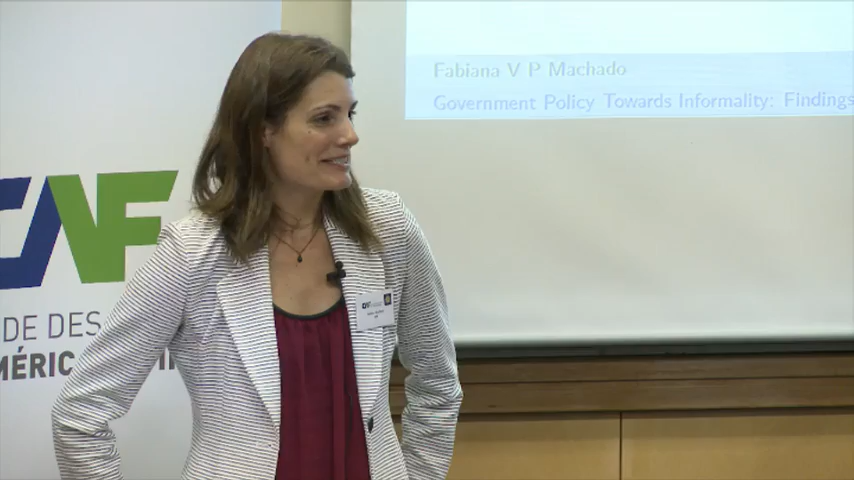 Fabiana V P Machado
Government Policy Towards Informality: Findings
CAF
DE DES
MÉRIC